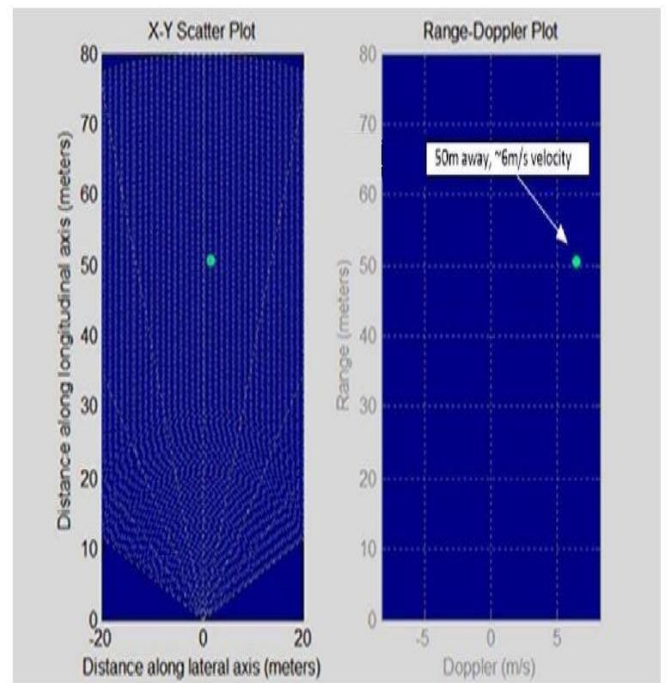 X-Y Scatter Plot
80
70
60
50
40
30
20
10
0
Distance along longitudinal axis (meters)
-20 0 20
Distance along lateral axis (meters)
Range-Doppler Plot
80
70
60
50
40
30
20
10
0
Range (meters)
50m away, ~6m/s velocity
-5 0 5
Doppler (m/s)